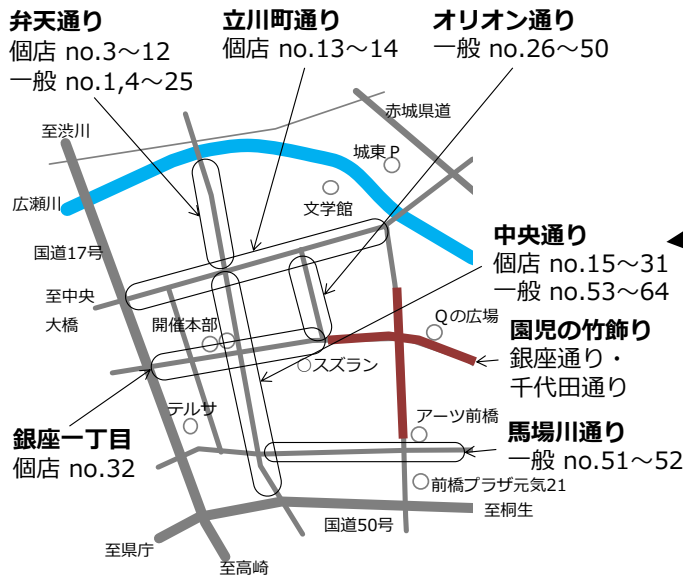 弁天通り
個店 no.3～12
一般 no.1,4～25
立川町通り
個店 no.13～14
オリオン通り
一般 no.26～50
赤城県道
至渋川
城東Ｐ
文学館
広瀬川
国道17号
中央通り
個店 no.15～31
一般 no.53～64
至中央
大橋
開催本部
Ｑの広場
園児の竹飾り
銀座通り・
千代田通り
スズラン
テルサ
アーツ前橋
銀座一丁目
個店 no.32
馬場川通り
一般 no.51～52
前橋プラザ元気21
至桐生
国道50号
至県庁
至高崎